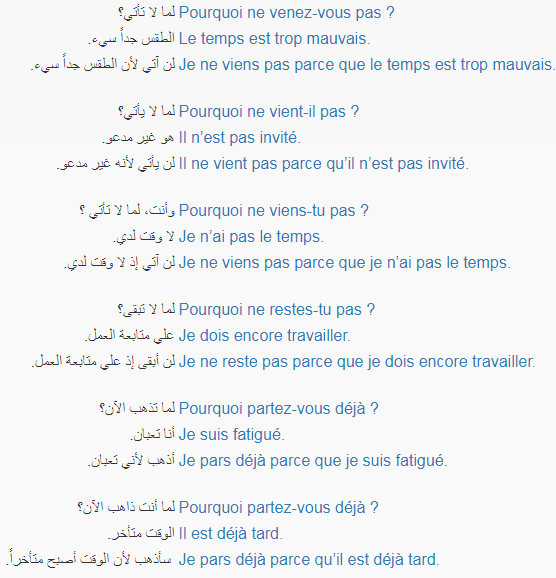 لما لا تأتي؟ Pourquoi ne venez-vous pas ?
الطقس جداً سيء. Le temps est trop mauvais.
لن آتي لأن الطقس جداً سيء. Je ne viens pas parce que le temps est trop mauvais.
لما لا يأتي؟ Pourquoi ne vient-il pas ?
هو غير مدعو. Il n’est pas invité.
لن يأتي لأنه غير مدعو. Il ne vient pas parce qu’il n’est pas invité.
وأنت، لما لا تأتي ؟ Pourquoi ne viens-tu pas ?
لا وقت لدي. Je n’ai pas le temps.
لن آتي إذ لا وقت لدي. Je ne viens pas parce que je n’ai pas le temps.
لما لا تبقى؟ Pourquoi ne restes-tu pas ?
علي متابعة العمل. Je dois encore travailler.
لن أبقى إذ علي متابعة العمل. Je ne reste pas parce que je dois encore travailler.
لما تذهب الآن؟ Pourquoi partez-vous déjà ?
أنا تعبان. Je suis fatigué.
أذهب لأني تعبان. Je pars déjà parce que je suis fatigué.
لما أنت ذاهب الآن؟ Pourquoi partez-vous déjà ?
الوقت متأخر. Il est déjà tard.
سأذهب لأن الوقت أصبح متأخراً. Je pars déjà parce qu’il est déjà tard.